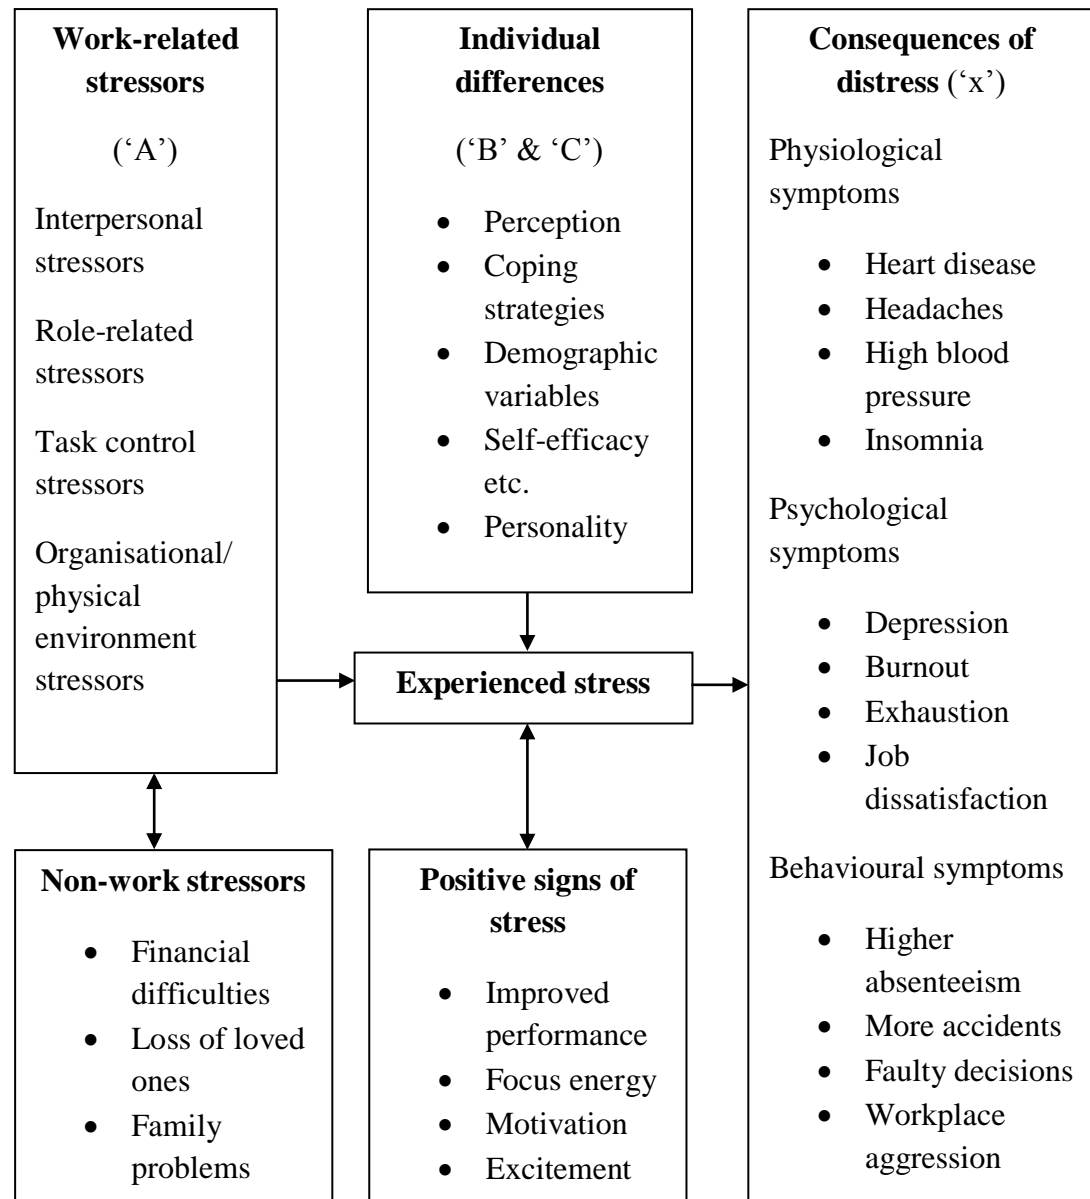 Work-related
stressors
(‘A’)
Interpersonal
stressors
Role-related
stressors
Task control
stressors
Organisational/
physical
environment
stressors
Individual
differences
(‘B’ & ‘C’)
• Perception
• Coping
strategies
• Demographic
variables
• Self-efficacy
etc.
• Personality
Experienced stress
Consequences of
distress (‘x’)
Physiological
symptoms
• Heart disease
• Headaches
• High blood
pressure
• Insomnia
Psychological
symptoms
• Depression
• Burnout
• Exhaustion
• Job
dissatisfaction
Behavioural symptoms
• Higher
absenteeism
• More accidents
• Faulty decisions
• Workplace
aggression
Non-work stressors
• Financial
difficulties
• Loss of loved
ones
• Family
problems
Positive signs of
stress
• Improved
performance
• Focus energy
• Motivation
• Excitement